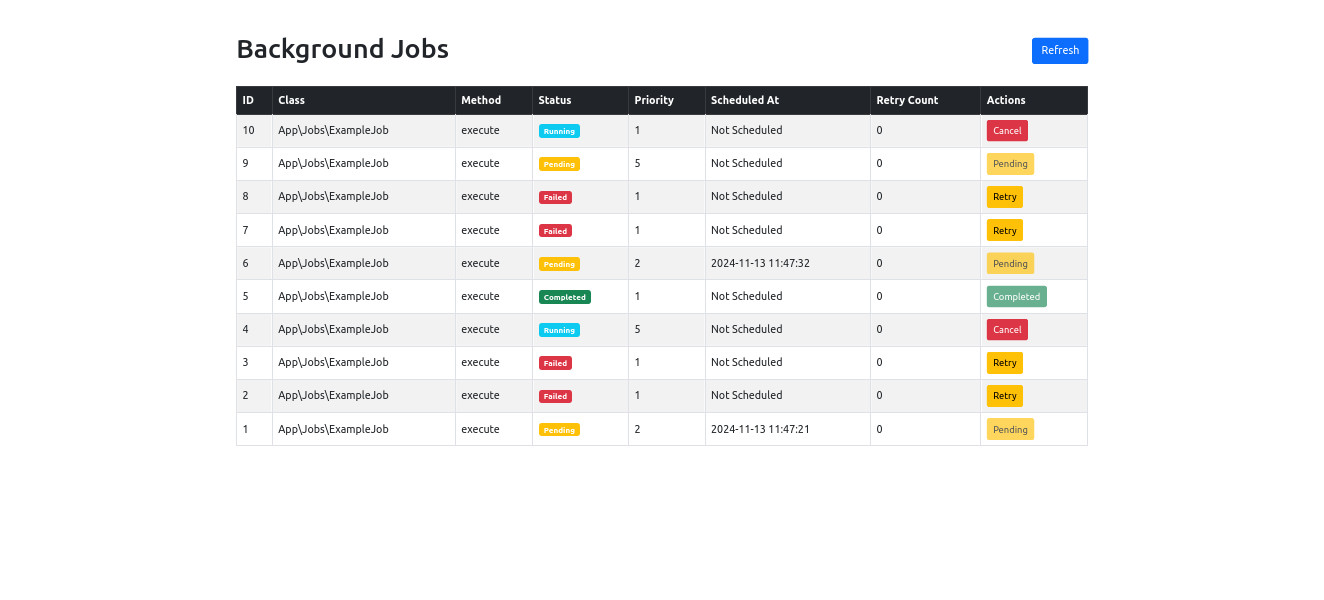 Background Jobs
Refresh
ID Class Method Status Priority Scheduled At Retry Count Actions
10 App\Jobs\ExampleJob execute Running 1 Not Scheduled 0 Cancel
9 App\Jobs\ExampleJob execute Pending 5 Not Scheduled 0 Pending
8 App\Jobs\ExampleJob execute Failed 1 Not Scheduled 0 Retry
7 App\Jobs\ExampleJob execute Failed 1 Not Scheduled 0 Retry
6 App\Jobs\ExampleJob execute Pending 2 2024-11-13 11:47:32 0 Pending
5 App\Jobs\ExampleJob execute Completed 1 Not Scheduled 0 Completed
4 App\Jobs\ExampleJob execute Running 5 Not Scheduled 0 Cancel
3 App\Jobs\ExampleJob execute Failed 1 Not Scheduled 0 Retry
2 App\Jobs\ExampleJob execute Failed 1 Not Scheduled 0 Retry
1 App\Jobs\ExampleJob execute Pending 2 2024-11-13 11:47:21 0 Pending